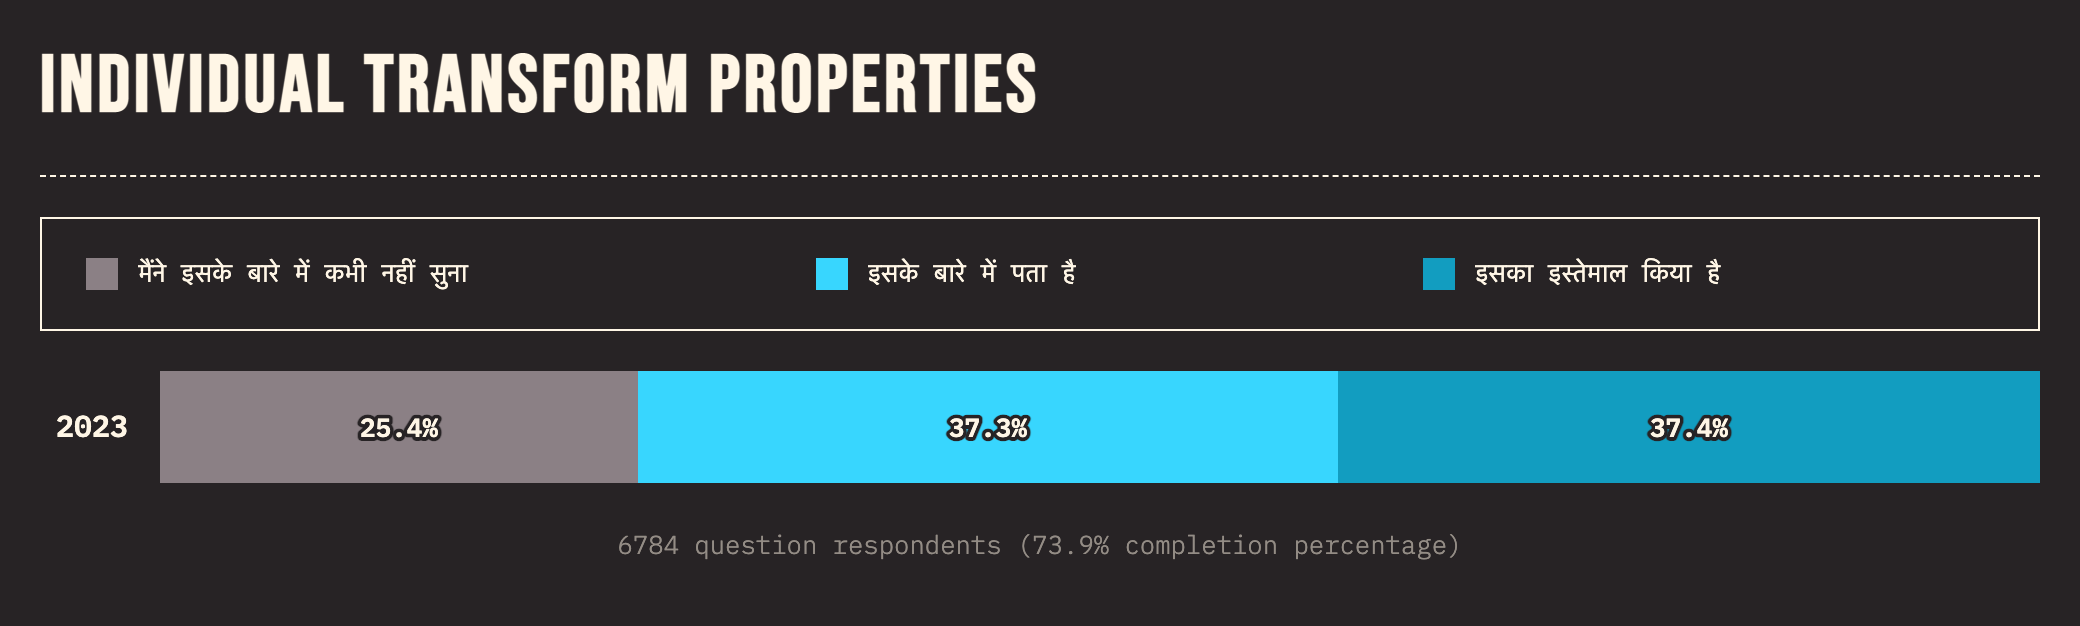 INDIVIDUAL TRANSFORM PROPERTIES
मैंने इसके बारे में कभी नहीं सुना इसके बारे में पता है इसका इस्तेमाल किया है
2023 25.4% 37.3% 37.4%
6784 question respondents (73.9% completion percentage)